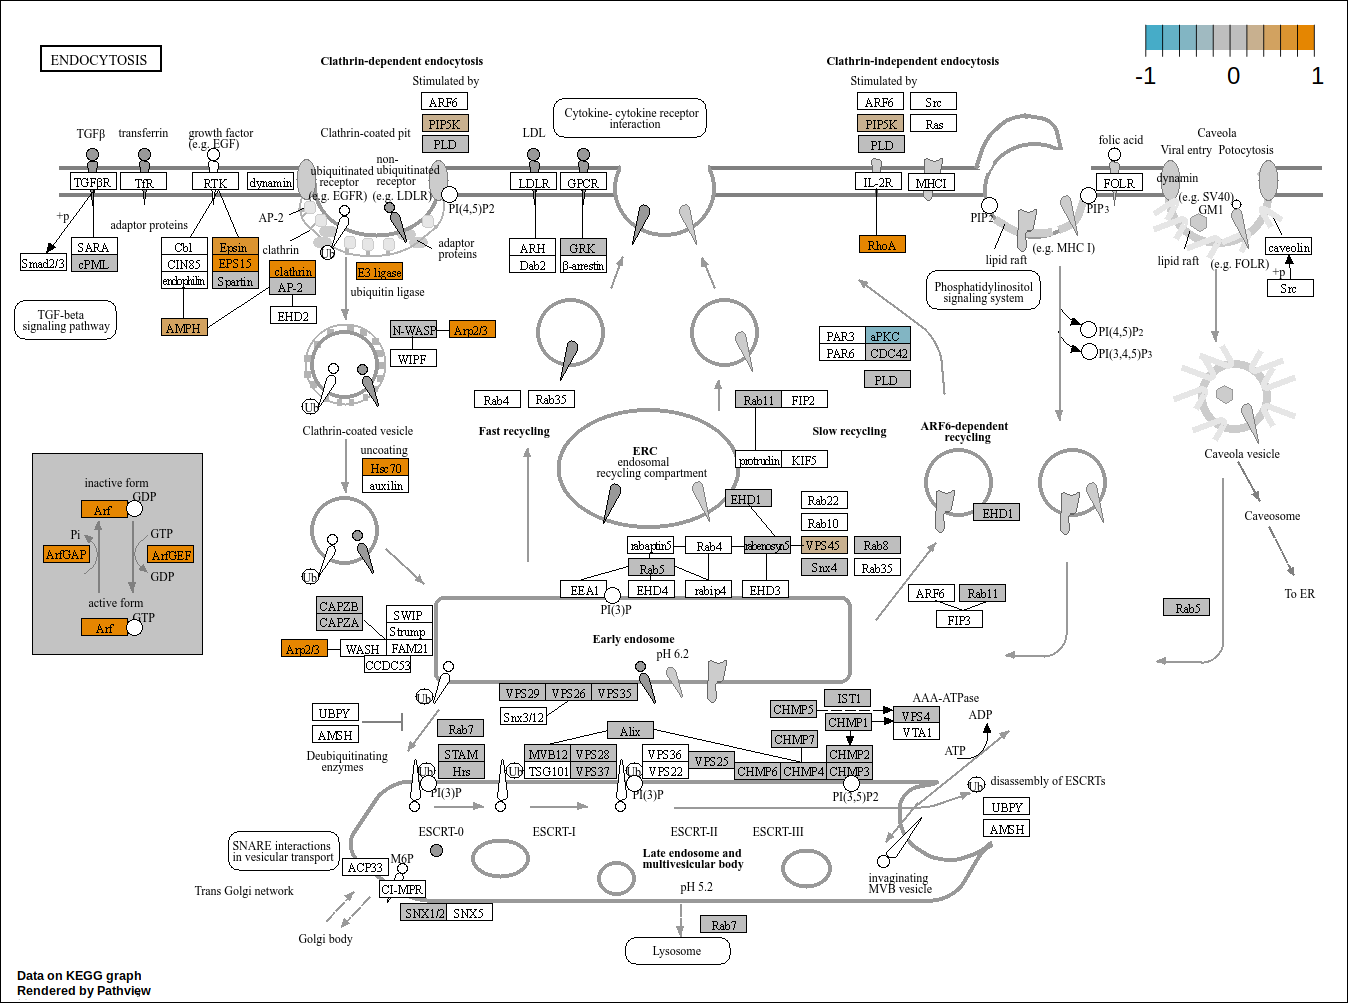 ENDOCYTOSIS
-1
0
1
Clathrin-dependent endocytosis
Stimulated by
ARF6
PIP5K
PLD
Clathrin-independent endocytosis
Stimulated by
ARF6
Src
PIP5K
Ras
PLD
Cytokine- cytokine receptor
interaction
TGFβ
transferrin
growth factor
(e.g. EGF)
Clathrin-coated pit
LDL
folic acid
Caveola
Viral entry
Potocytosis
TGFβR
TfR
RTK
dynamin
ubiquitinated
receptor
(e.g. EGFR)
non-
ubiquitinated
receptor
(e.g. LDLR)
PI(4,5)P2
LDLR
GPCR
IL-2R
MHCI
FOLR
dynamin
(e.g. SV40)
GM1
PIP2
PIP3
+p
adaptor proteins
AP-2
clathrin
Ub
adaptor
proteins
Smad2/3
SARA
cPML
Cbl
CIN85
endophilin
Epsin
EPS15
Spartin
AMPH
clathrin
AP-2
EHD2
E3 ligase
ubiquitin ligase
ARH
Dab2
GRK
β-arrestin
RhoA
lipid raft
(e.g. MHC I)
lipid raft
(e.g. FOLR)
caveolin
+p
Src
TGF-beta
signaling pathway
Phosphatidylinositol
signaling system
N-WASP
Arp2/3
WIPF
PAR3
aPKC
PAR6
CDC42
PLD
PI(4,5)P2
PI(3,4,5)P3
Ub
Clathrin-coated vesicle
uncoating
Hsc70
auxilin
Rab4
Rab35
Fast recycling
Rab11
FIP2
Slow recycling
protrudin
KIF5
ERC
endosomal
recycling compartment
ARF6-dependent
recycling
Caveola vesicle
Caveosome
To ER
inactive form
Arf
GDP
Pi
GTP
ArfGAP
ArfGEF
GDP
active form
Arf
GTP
Ub
EHD1
Rab22
Rab10
rabaptin5
Rab4
rabenosyn5
VPS45
Rab8
Rab5
Snx4
Rab35
EEA1
EHD4
rabip4
EHD3
PI(3)P
EHD1
ARF6
Rab11
FIP3
Rab5
CAPZB
CAPZA
SWIP
Strump
Arp2/3
WASH
FAM21
CCDC53
Early endosome
pH 6.2
Ub
VPS29
VPS26
VPS35
Snx3/12
UBPY
AMSH
Deubiquitinating
enzymes
Rab7
STAM
Hrs
Ub
PI(3)P
Alix
MVB12
VPS28
TSG101
VPS37
Ub
VPS36
VPS22
VPS25
Ub
PI(3)P
CHMP5
IST1
CHMP1
CHMP7
CHMP2
CHMP6
CHMP4
CHMP3
PI(3,5)P2
AAA-ATPase
VPS4
VTA1
ADP
ATP
Ub
disassembly of ESCRTs
UBPY
AMSH
ESCRT-0
ESCRT-I
ESCRT-II
ESCRT-III
SNARE interactions
in vesicular transport
ACP33
M6P
CI-MPR
SNX1/2
SNX5
Trans Golgi network
Golgi body
Late endosome and
multivesicular body
pH 5.2
invaginating
MVB vesicle
Rab7
Lysosome
Data on KEGG graph
Rendered by Pathview